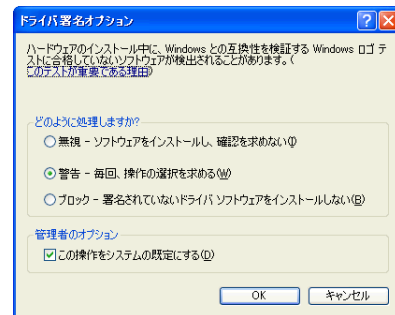 ドライバ署名オプション
ハードウェアのインストール中に、Windows との互換性を検証する Windows ロゴ テ
ストに合格していないソフトウェアが検出されることがあります。(
このテストが重要である理由)
どのように処理しますか?
無視 - ソフトウェアをインストールし、確認を求めない(I)
警告 - 毎回、操作の選択を求める(W)
ブロック - 署名されていないドライバ ソフトウェアをインストールしない(B)
管理者のオプション
この操作をシステムの既定にする(D)
OK キャンセル